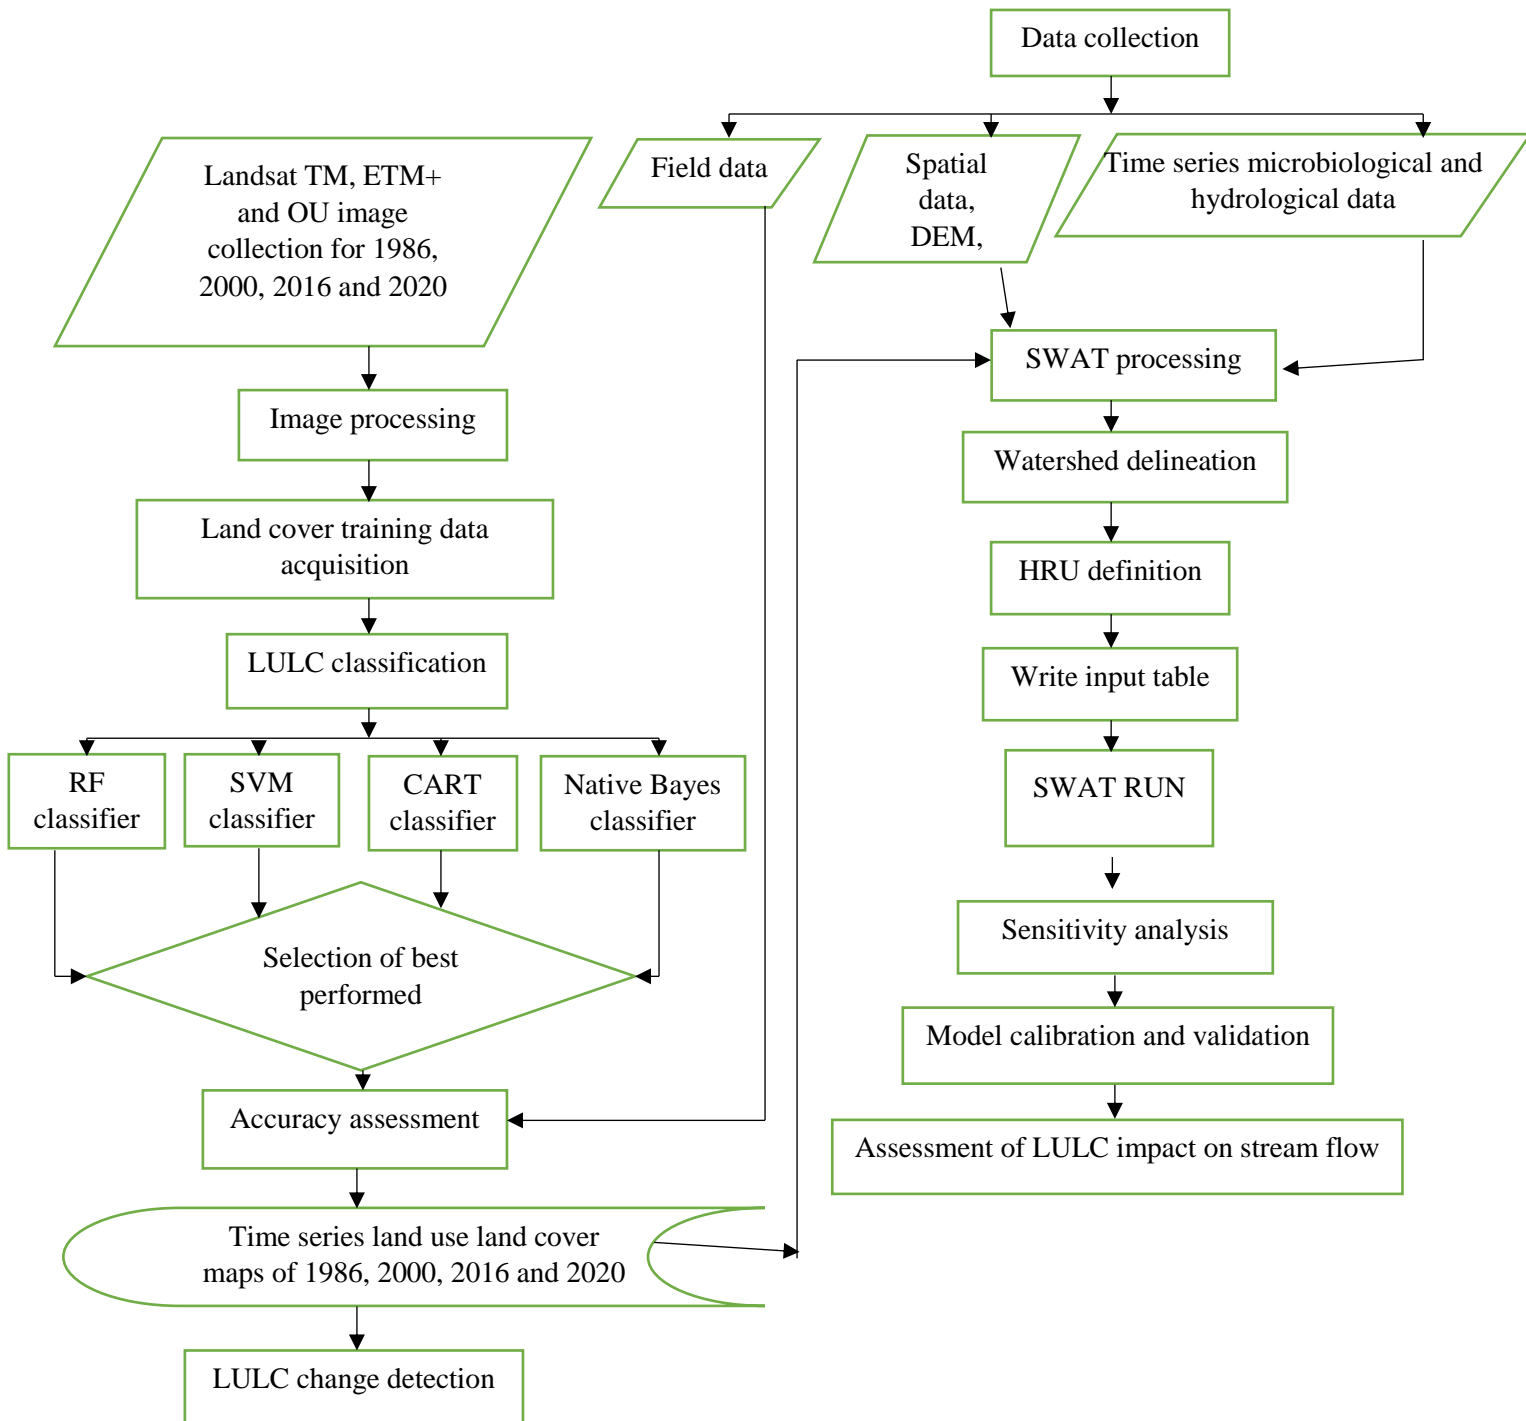 Data collection
Field data
Spatial
data,
DEM,
Time series microbiological and
hydrological data
Landsat TM, ETM+
and OU image
collection for 1986,
2000, 2016 and 2020
Image processing
Land cover training data
acquisition
LULC classification
RF
classifier
SVM
classifier
CART
classifier
Native Bayes
classifier
Selection of best
performed
Accuracy assessment
Time series land use land cover
maps of 1986, 2000, 2016 and 2020
LULC change detection
SWAT processing
Watershed delineation
HRU definition
Write input table
SWAT RUN
Sensitivity analysis
Model calibration and validation
Assessment of LULC impact on stream flow